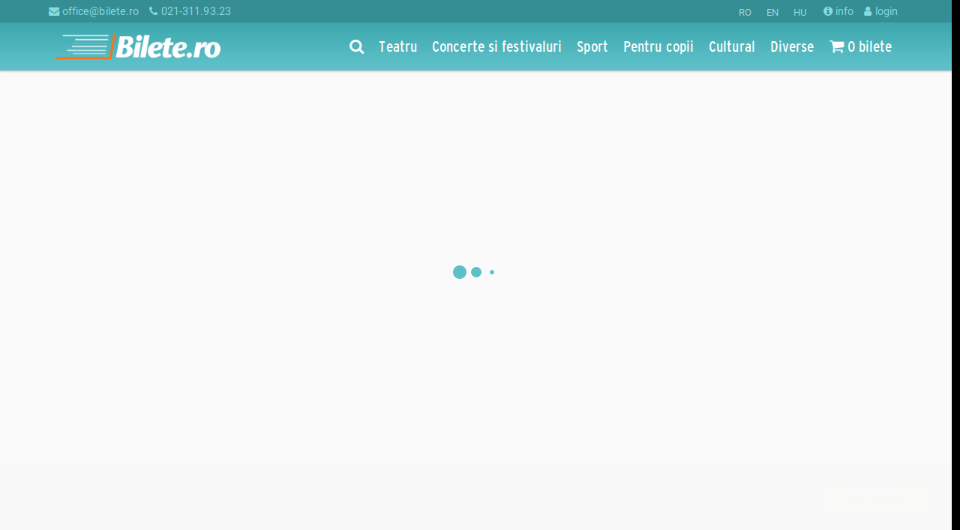 office@bilete.ro 021-311.93.23 RO EN HU info login
Bilete.ro Teatru Concerte si festivaluri Sport Pentru copii Cultural Diverse 0 bilete